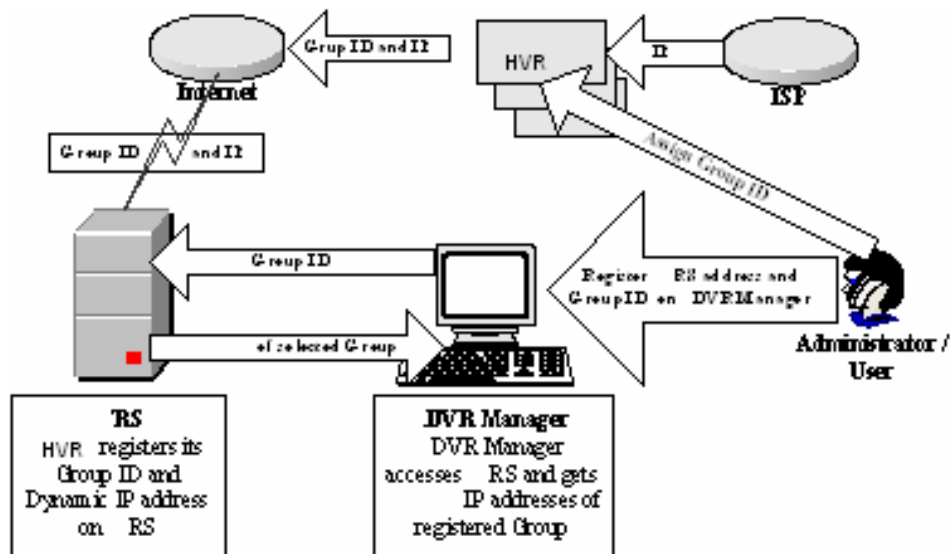 Grup ID and IP
HVR
IP
Internet
ISP
Group ID and IP
Assign Group ID
Group ID
Register RS address and
Group ID on DVR Manager
of selected Group
Administrator /
User
RS
HVR registers its
Group ID and
Dynamic IP address
on RS
DVR Manager
DVR Manager
accesses RS and gets
IP addresses of
registered Group